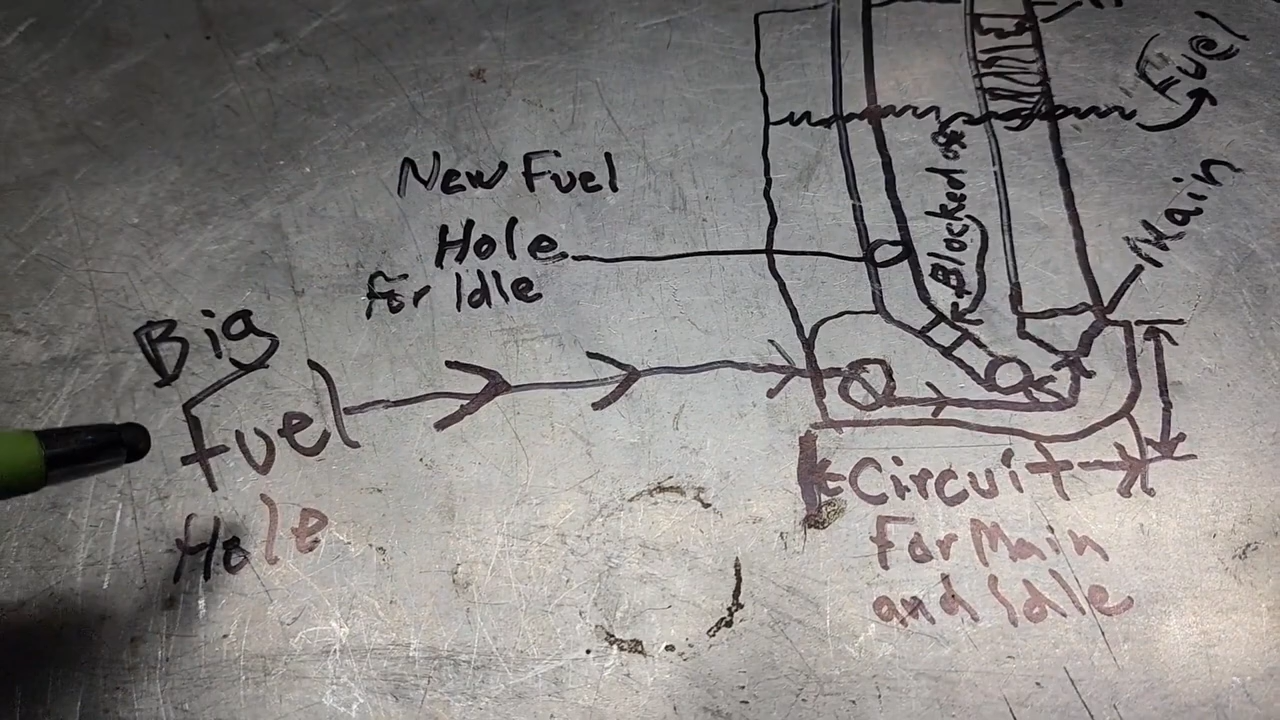 Fuel
New Fuel
Hole
For Idle
Blocked off
Main
Big
Fuel
Hole
Circuit
For Main
and Idle